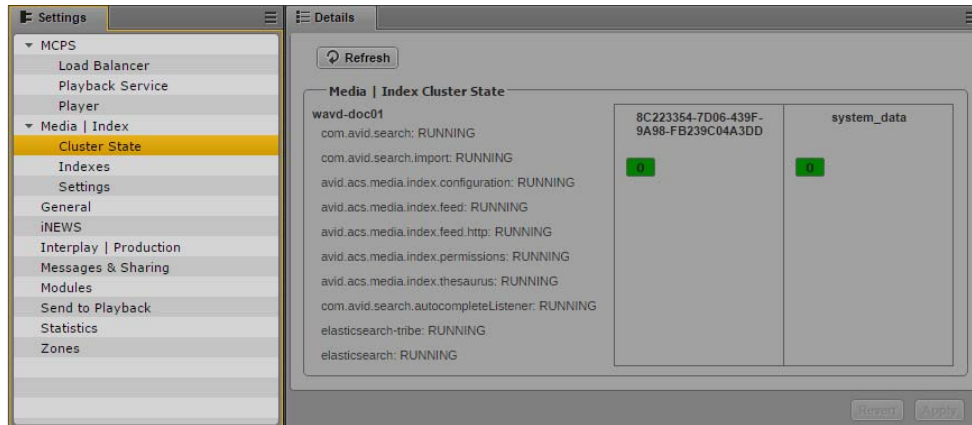 Settings
MCPS
Load Balancer
Playback Service
Player
Media | Index
Cluster State
Indexes
Settings
General
iNEWS
Interplay | Production
Messages & Sharing
Modules
Send to Playback
Statistics
Zones
Details
Refresh
Media | Index Cluster State
wavd-doc01
com.avid.search: RUNNING
com.avid.search.import: RUNNING
avid.acs.media.index.configuration: RUNNING
avid.acs.media.index.feed: RUNNING
avid.acs.media.index.feed.http: RUNNING
avid.acs.media.index.permissions: RUNNING
avid.acs.media.index.thesaurus: RUNNING
com.avid.search.autocompleteListener: RUNNING
elasticsearch-tribe: RUNNING
elasticsearch: RUNNING
8C223354-7D06-439F-
9A98-FB239C04A3DD
0
system_data
0
Revert
Apply